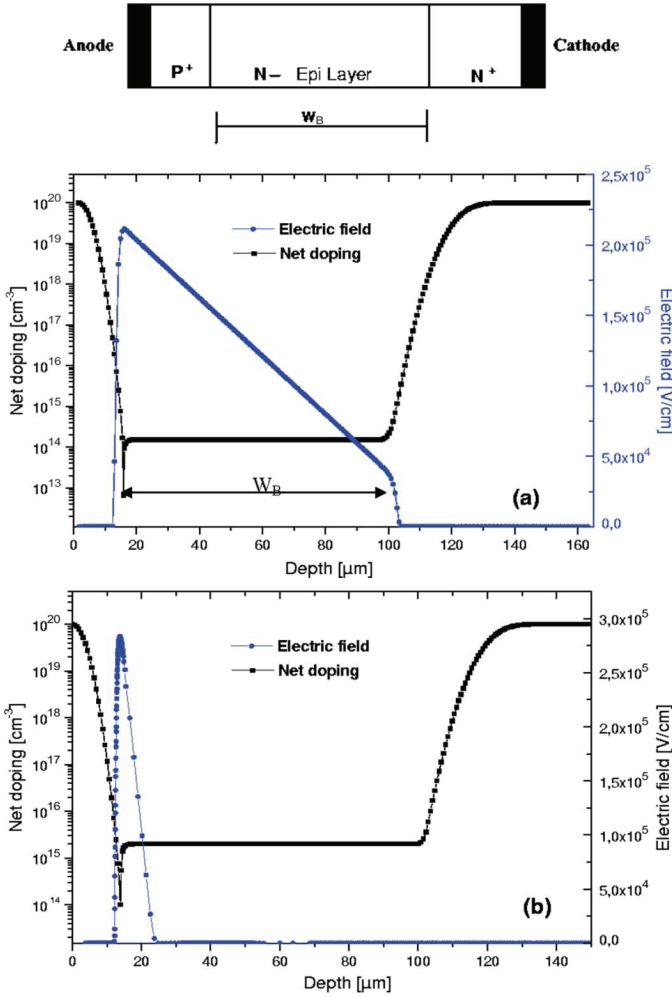 Anode
Cathode
P+
N− Epi Layer
N+
WB
2,5x10^5
10^20
10^19
10^18
10^17
10^16
10^15
10^14
10^13
Net doping [cm-3]
Electric field
Net doping
2,0x10^5
1,5x10^5
1,0x10^5
5,0x10^4
0,0
Electric field [V/cm]
WB
(a)
0 20 40 60 80 100 120 140 160
Depth [µm]
10^20
10^19
10^18
10^17
10^16
10^15
10^14
Net doping [cm-3]
Electric field
Net doping
3,0x10^5
2,5x10^5
2,0x10^5
1,5x10^5
1,0x10^5
5,0x10^4
0,0
Electric field [V/cm]
(b)
0 20 40 60 80 100 120 140
Depth [µm]